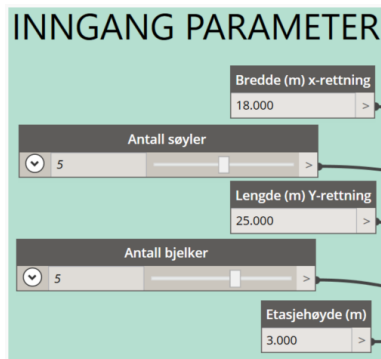 INNGANG PARAMETER
Bredde (m) x-rettning
18.000 >
Antall søyler
5 >
Lengde (m) Y-rettning
25.000 >
Antall bjelker
5 >
Etasjehøyde (m)
3.000 >